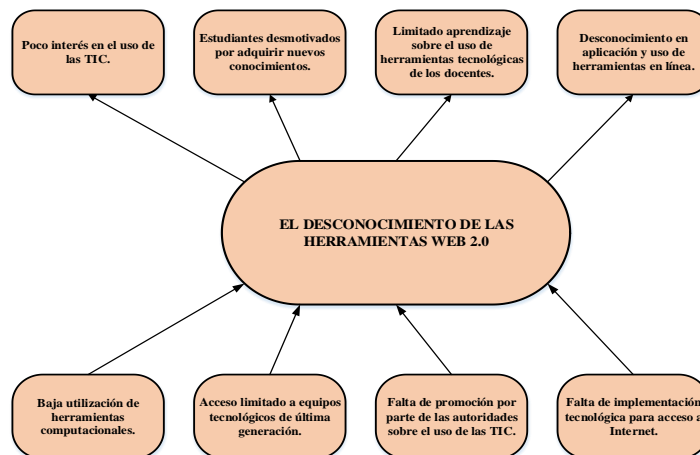 Poco interés en el uso de
las TIC.
Estudiantes desmotivados
por adquirir nuevos
conocimientos.
Limitado aprendizaje
sobre el uso de
herramientas tecnológicas
de los docentes.
Desconocimiento en
aplicación y uso de
herramientas en línea.
EL DESCONOCIMIENTO DE LAS
HERRAMIENTAS WEB 2.0
Baja utilización de
herramientas
computacionales.
Acceso limitado a equipos
tecnológicos de última
generación.
Falta de promoción por
parte de las autoridades
sobre el uso de las TIC.
Falta de implementación
tecnológica para acceso a
Internet.